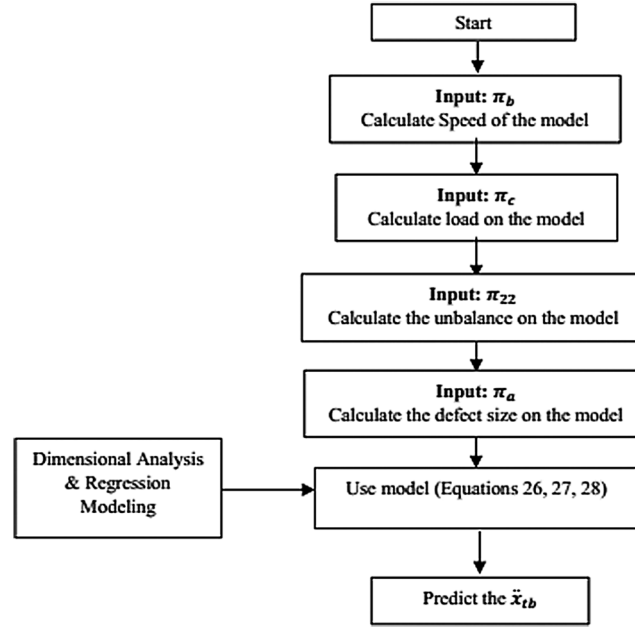 Start
Input: π_b
Calculate Speed of the model
Input: π_c
Calculate load on the model
Input: π_22
Calculate the unbalance on the model
Input: π_a
Calculate the defect size on the model
Dimensional Analysis
& Regression
Modeling
Use model (Equations 26, 27, 28)
Predict the ẍ_tb